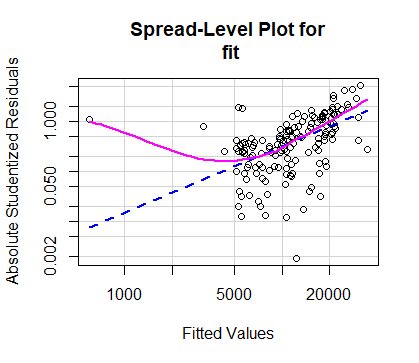 Spread-Level Plot for
fit
Absolute Studentized Residuals
1.000
0.050
0.002
1000
5000
20000
Fitted Values